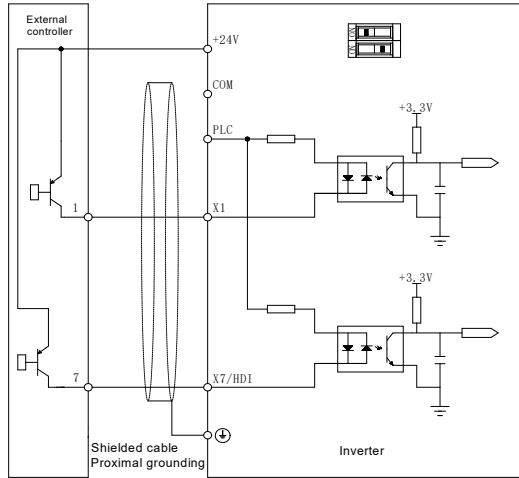 External
controller
+24V
COM
PLC
+3.3V
1
X1
+3.3V
7
X7/HDI
Shielded cable
Proximal grounding
Inverter